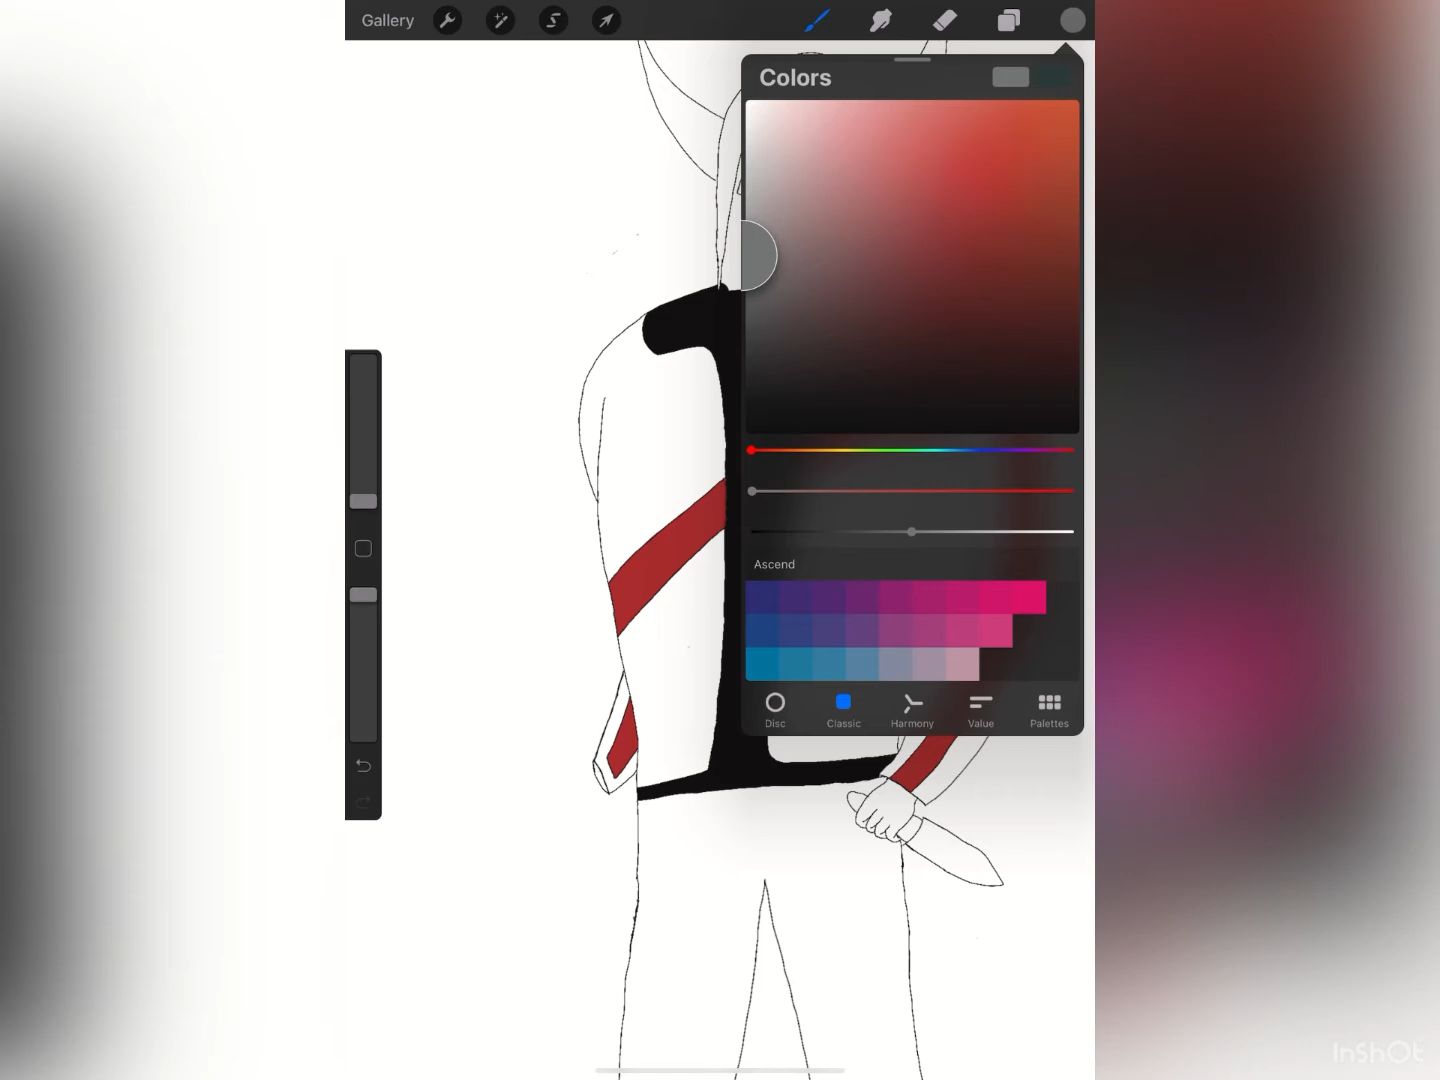 Gallery
Colors
Ascend
Disc Classic Harmony Value Palettes
InShOt